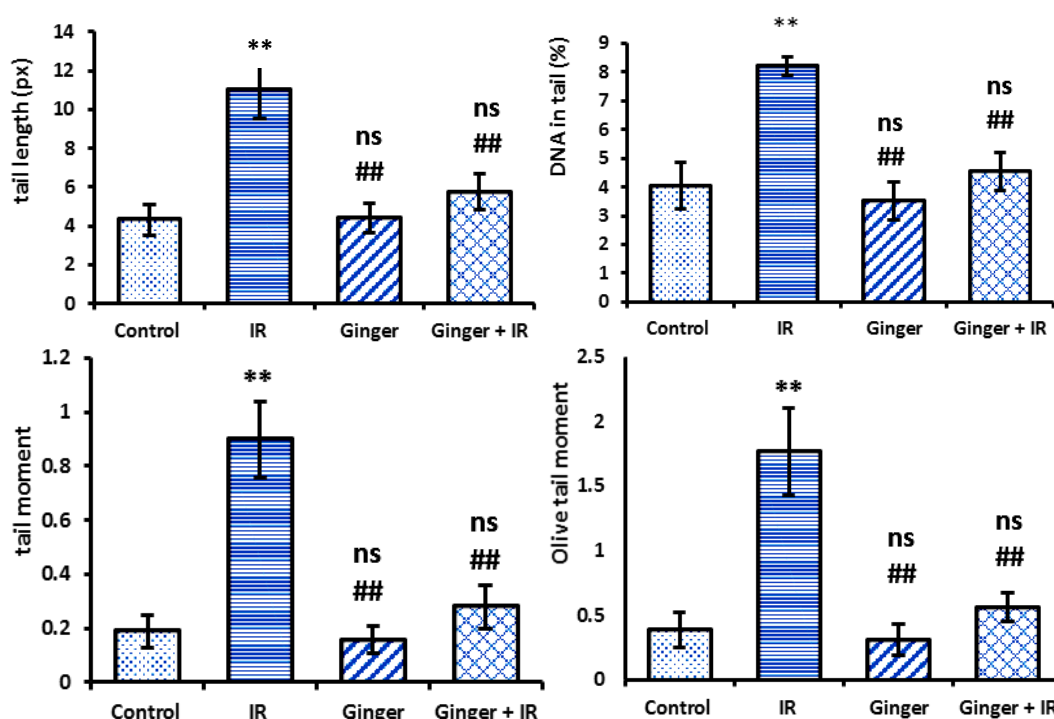 tail length (px)
14
12
10
8
6
4
2
0
**
ns
##
ns
##
Control IR Ginger Ginger + IR
DNA in tail (%)
9
8
7
6
5
4
3
2
1
0
**
ns
##
ns
##
Control IR Ginger Ginger + IR
tail moment
1.2
1
0.8
0.6
0.4
0.2
0
**
ns
##
ns
##
Control IR Ginger Ginger + IR
Olive tail moment
2.5
2
1.5
1
0.5
0
**
ns
##
ns
##
Control IR Ginger Ginger + IR